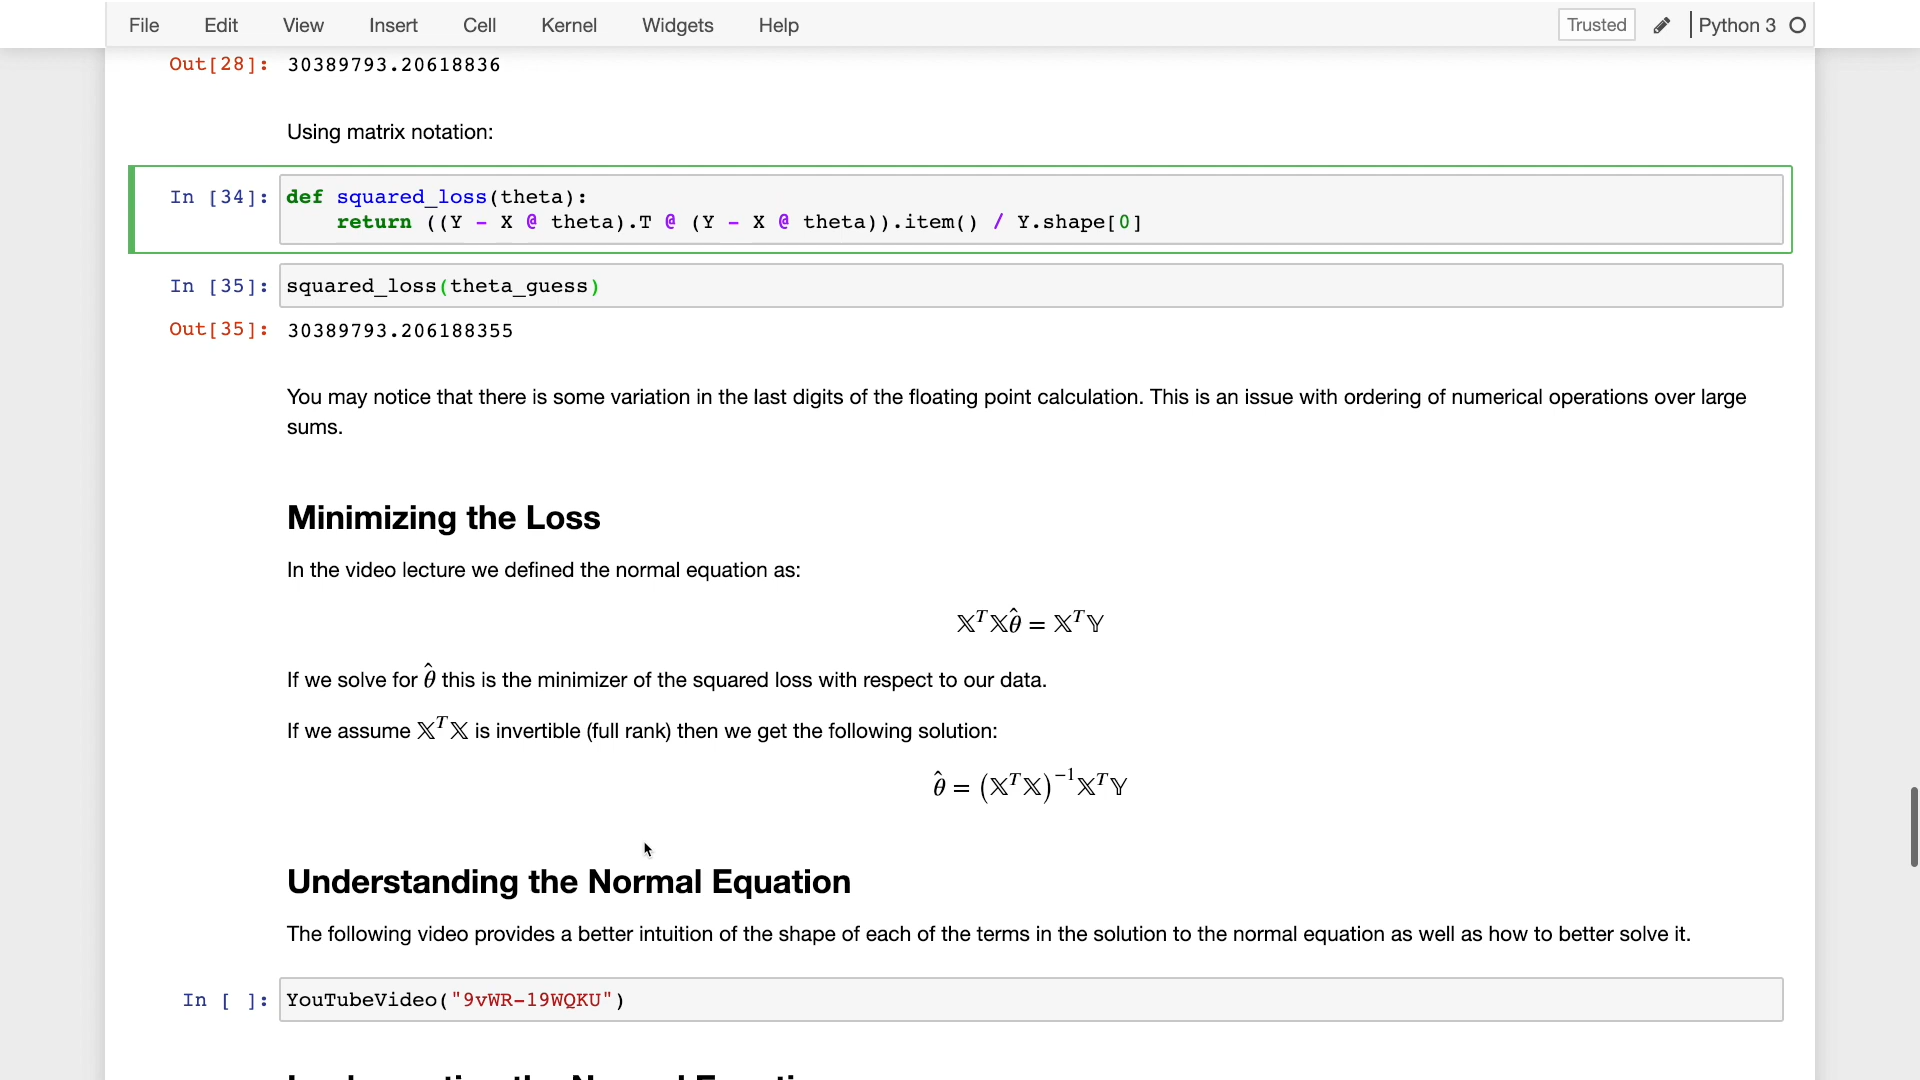 File Edit View Insert Cell Kernel Widgets Help Trusted Python 3
Out[28]: 30389793.20618836
Using matrix notation:
In [34]: def squared_loss(theta):
return ((Y - X @ theta).T @ (Y - X @ theta)).item() / Y.shape[0]
In [35]: squared_loss(theta_guess)
Out[35]: 30389793.206188355
You may notice that there is some variation in the last digits of the floating point calculation. This is an issue with ordering of numerical operations over large
sums.
Minimizing the Loss
In the video lecture we defined the normal equation as:
𝕏ᵀ𝕏θ̂ = 𝕏ᵀ𝕐
If we solve for θ̂ this is the minimizer of the squared loss with respect to our data.
If we assume 𝕏ᵀ𝕏 is invertible (full rank) then we get the following solution:
θ̂ = (𝕏ᵀ𝕏)⁻¹𝕏ᵀ𝕐
Understanding the Normal Equation
The following video provides a better intuition of the shape of each of the terms in the solution to the normal equation as well as how to better solve it.
In [ ]: YouTubeVideo("9vWR-19WQKU")